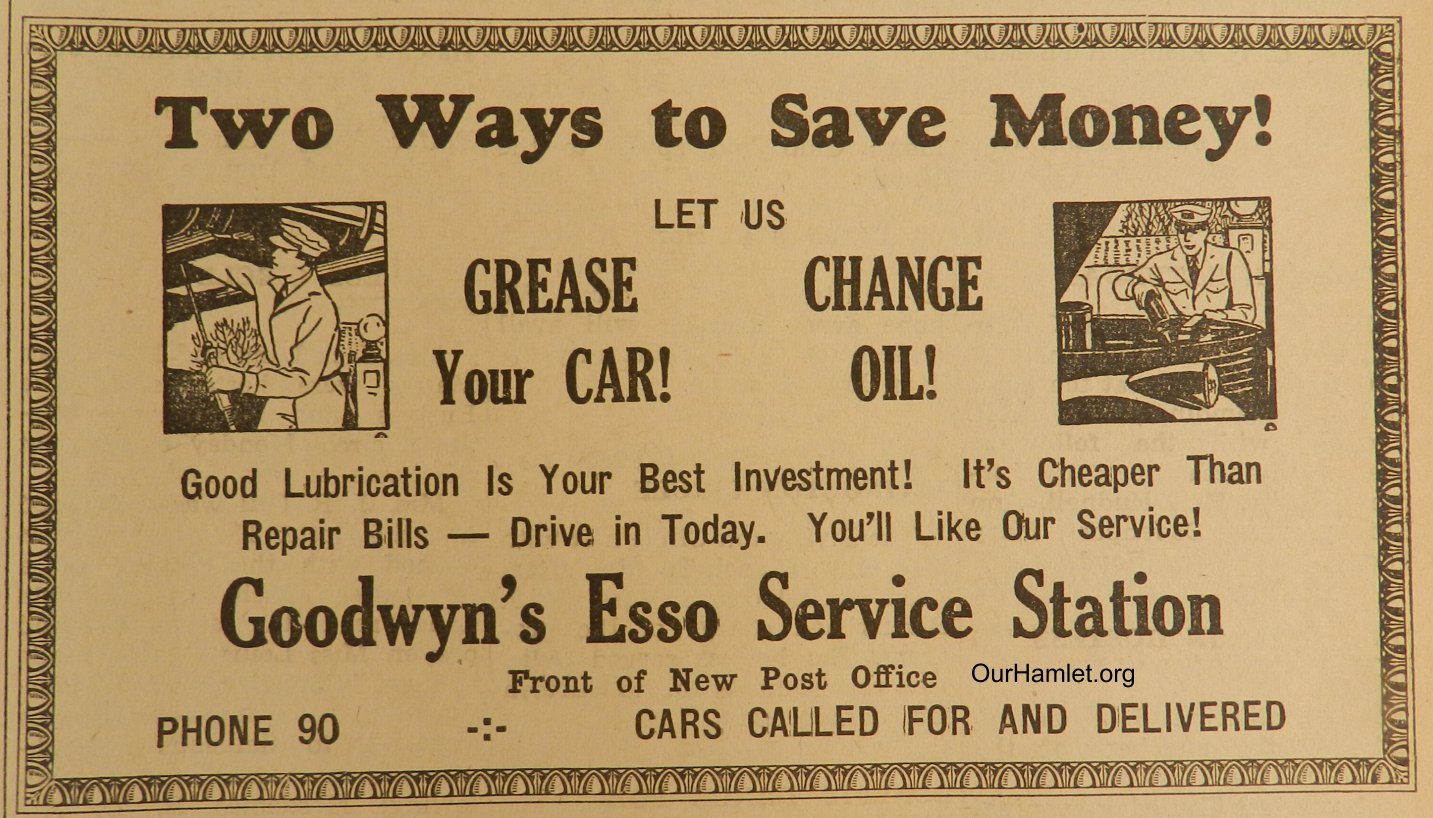 Two Ways to Save Money!
LET US
GREASE CHANGE
Your CAR! OIL!
Good Lubrication Is Your Best Investment! It's Cheaper Than
Repair Bills — Drive in Today. You'll Like Our Service!
Goodwyn's Esso Service Station
Front of New Post Office OurHamlet.org
PHONE 90 -:- CARS CALLED FOR AND DELIVERED